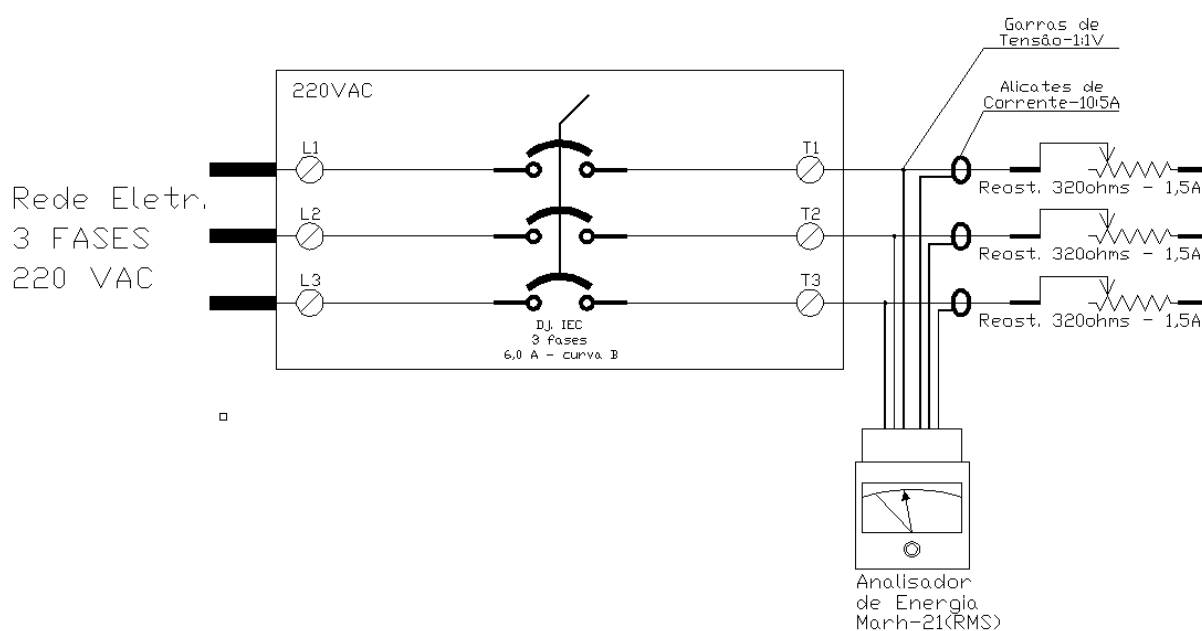 Garras de
Tensão-1:1V
Alicates de
Corrente-10:5A
220VAC
L1
T1
Reost. 320ohms - 1,5A
Rede Eletr.
3 FASES
220 VAC
L2
T2
Reost. 320ohms - 1,5A
L3
T3
Reost. 320ohms - 1,5A
Dj. IEC
3 fases
6,0 A - curva B
Analisador
de Energia
Marh-21(RMS)